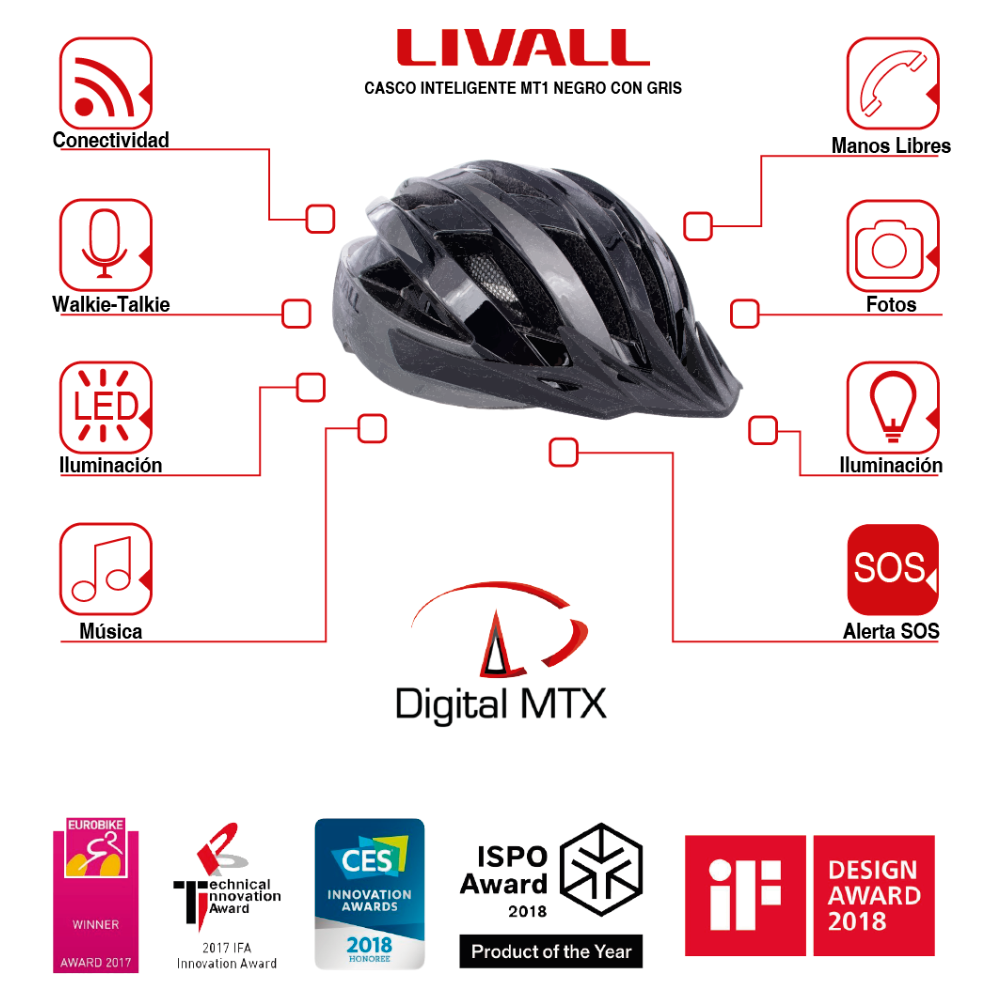 LIVALL
CASCO INTELIGENTE MT1 NEGRO CON GRIS
Conectividad
Manos Libres
Walkie-Talkie
Fotos
LED
Iluminación
Iluminación
Música
SOS
Alerta SOS
Digital MTX
EUROBIKE
WINNER
AWARD 2017
Technical
Innovation
Award
2017 IFA
Innovation Award
CES
INNOVATION
AWARDS
2018
HONOREE
ISPO
Award
2018
Product of the Year
iF
DESIGN
AWARD
2018